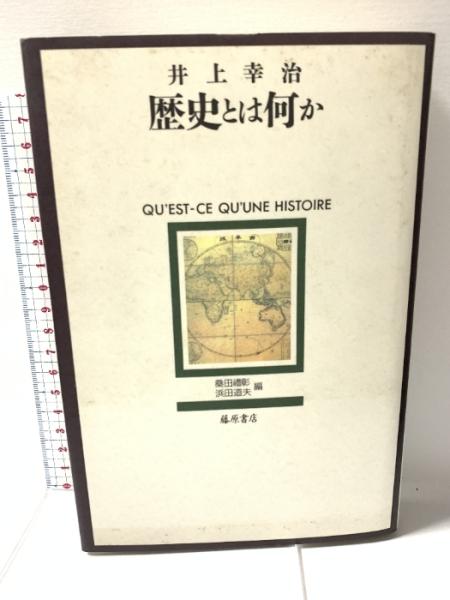 井上幸治
歴史とは何か
QU'EST-CE QU'UNE HISTOIRE
桑田禮彰
浜田道夫
編
藤原書店